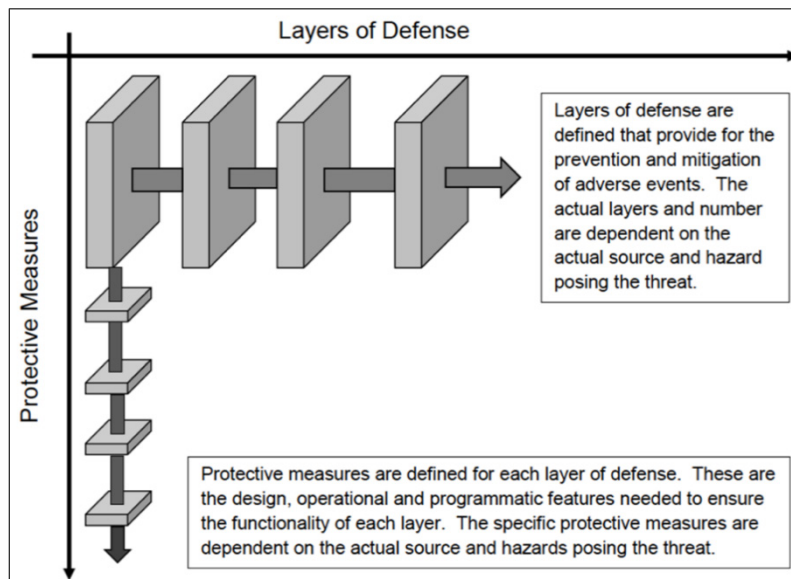 Layers of Defense
Layers of defense are
defined that provide for the
prevention and mitigation
of adverse events.  The
actual layers and number
are dependent on the
actual source and hazard
posing the threat.
Protective Measures
Protective measures are defined for each layer of defense.  These are
the design, operational and programmatic features needed to ensure
the functionality of each layer.  The specific protective measures are
dependent on the actual source and hazards posing the threat.